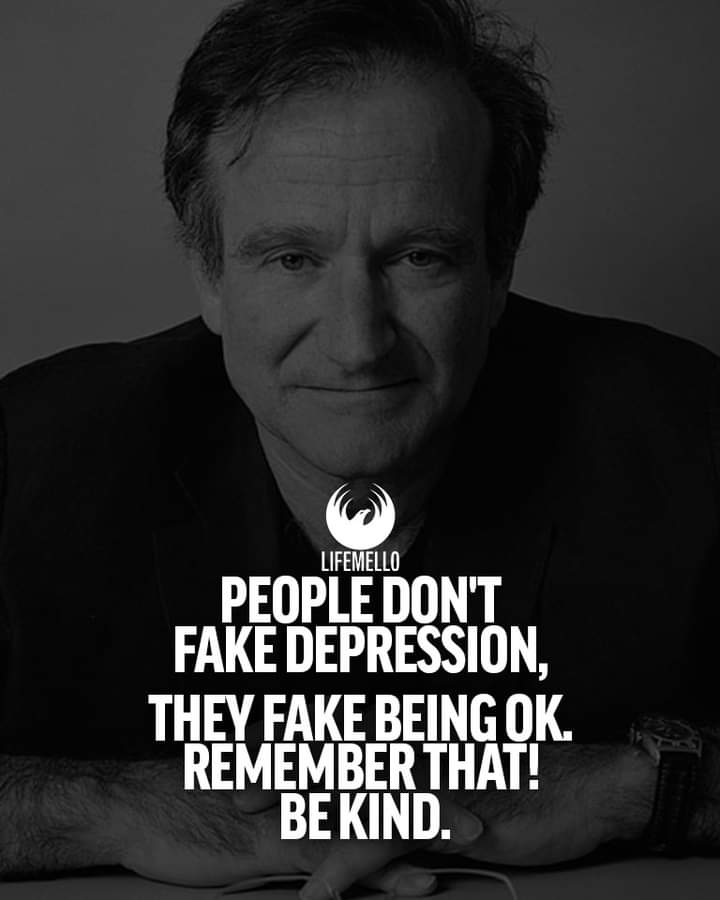 LIFEMELLO
PEOPLE DON'T
FAKE DEPRESSION,
THEY FAKE BEING OK.
REMEMBER THAT!
BE KIND.